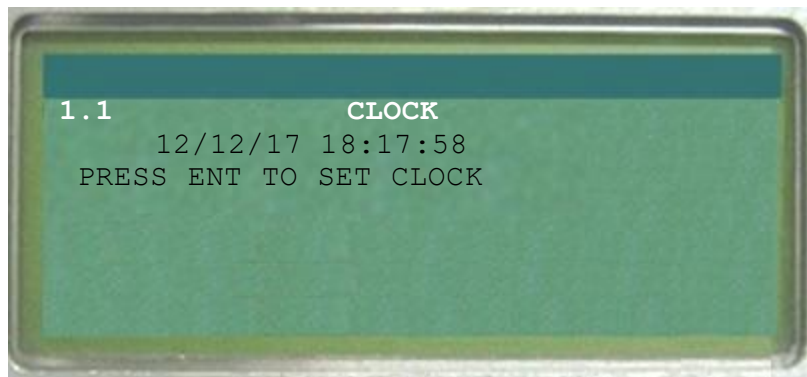 1.1 CLOCK
12/12/17 18:17:58
PRESS ENT TO SET CLOCK